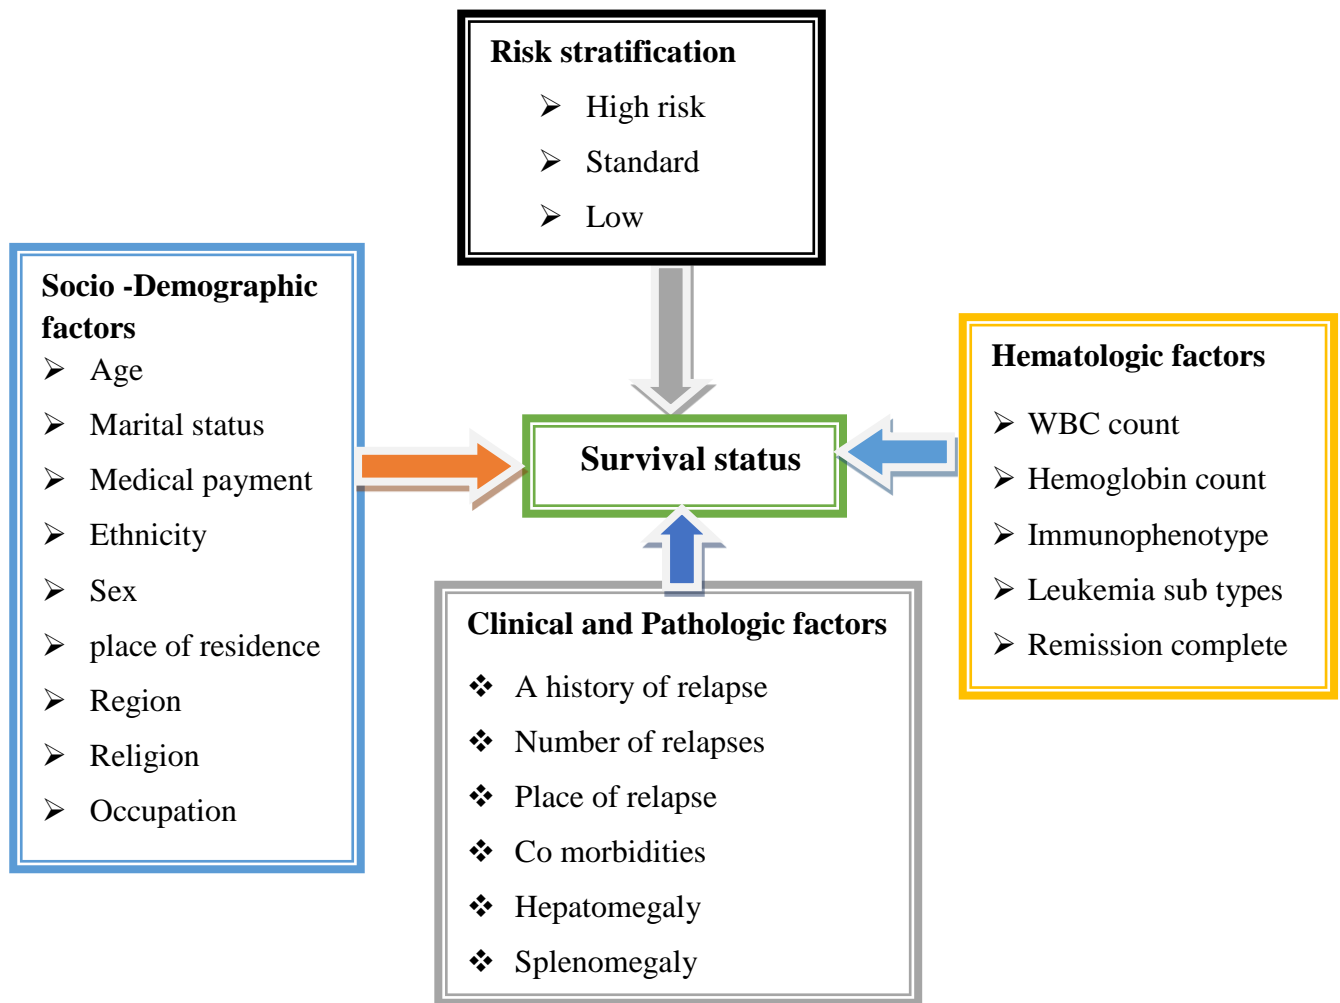 Risk stratification
➢ High risk
➢ Standard
➢ Low
Socio -Demographic
factors
➢ Age
➢ Marital status
➢ Medical payment
➢ Ethnicity
➢ Sex
➢ place of residence
➢ Region
➢ Religion
➢ Occupation
Survival status
Hematologic factors
➢ WBC count
➢ Hemoglobin count
➢ Immunophenotype
➢ Leukemia sub types
➢ Remission complete
Clinical and Pathologic factors
❖ A history of relapse
❖ Number of relapses
❖ Place of relapse
❖ Co morbidities
❖ Hepatomegaly
❖ Splenomegaly